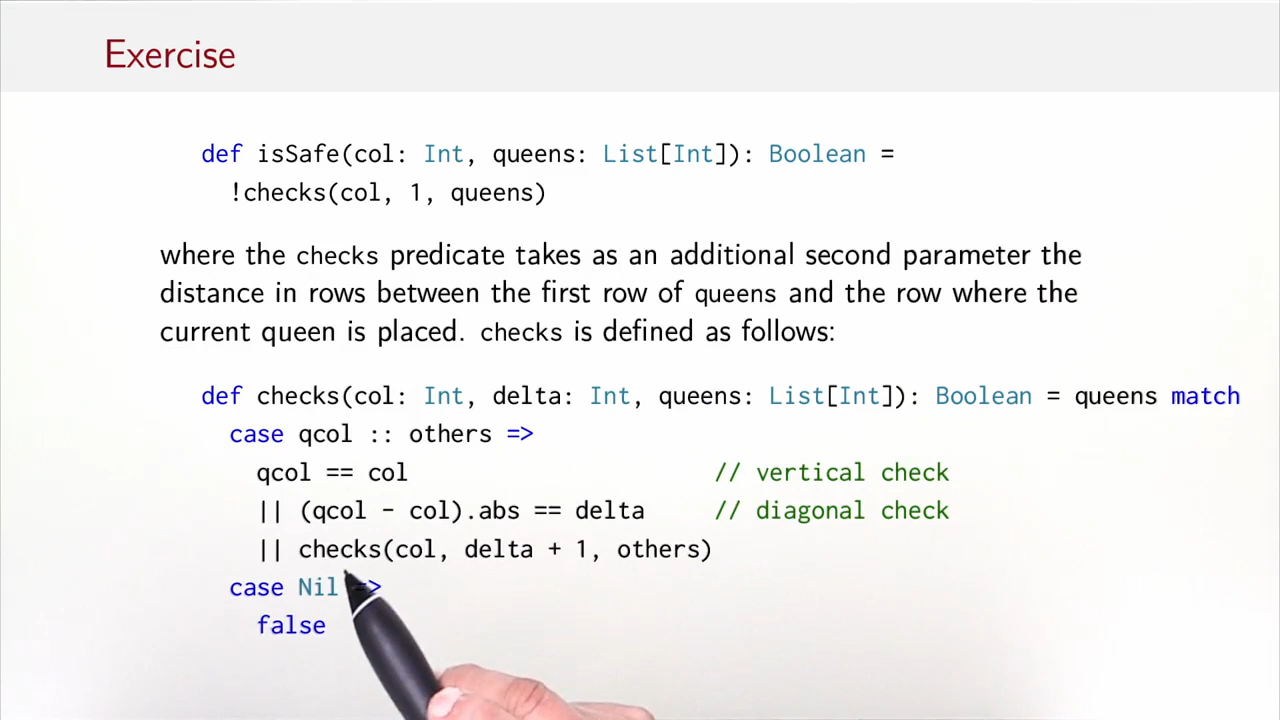 Exercise
def isSafe(col: Int, queens: List[Int]): Boolean =
!checks(col, 1, queens)
where the checks predicate takes as an additional second parameter the
distance in rows between the first row of queens and the row where the
current queen is placed. checks is defined as follows:
def checks(col: Int, delta: Int, queens: List[Int]): Boolean = queens match
case qcol :: others =>
qcol == col // vertical check
|| (qcol - col).abs == delta // diagonal check
|| checks(col, delta + 1, others)
case Nil =>
false